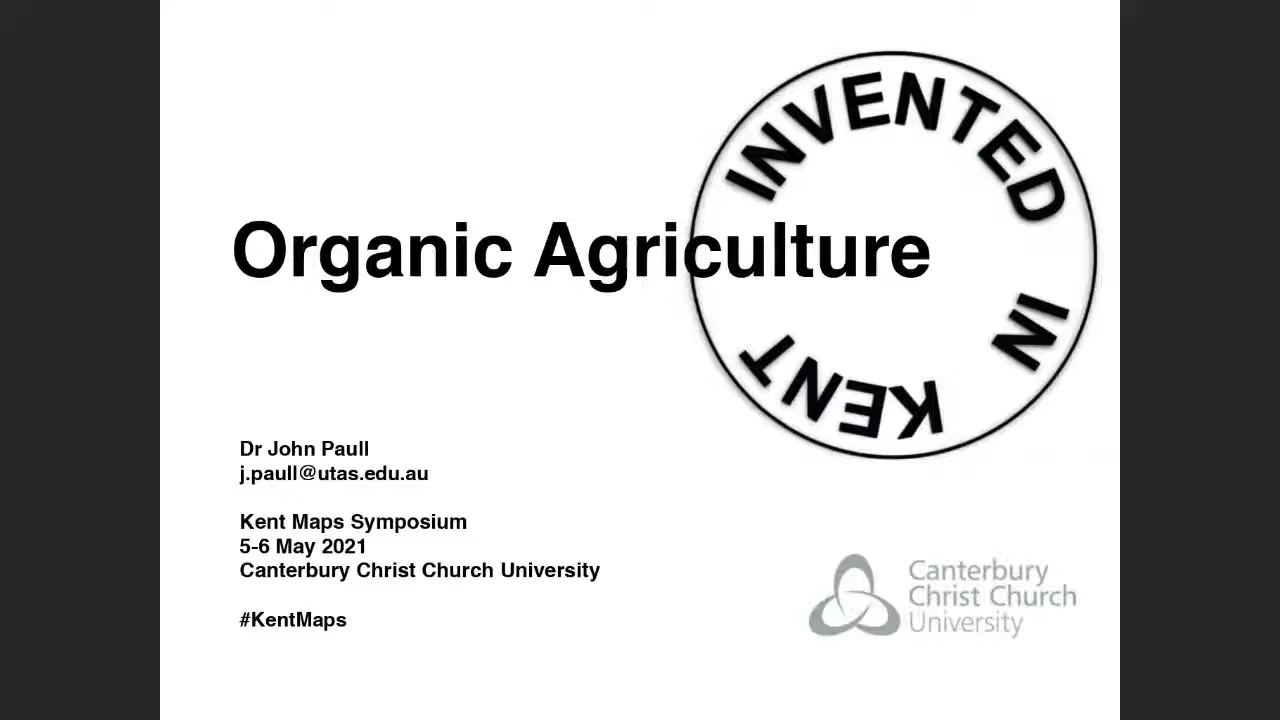 INVENTED IN KENT
Organic Agriculture
Dr John Paull
j.paull@utas.edu.au
Kent Maps Symposium
5-6 May 2021
Canterbury Christ Church University
#KentMaps
Canterbury
Christ Church
University